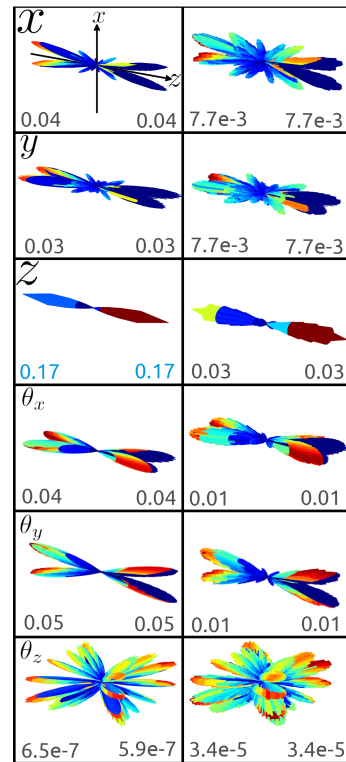 x
x
z
0.04 0.04
7.7e-3 7.7e-3
y
0.03 0.03
7.7e-3 7.7e-3
z
0.17 0.17
0.03 0.03
θₓ
0.04 0.04
0.01 0.01
θᵧ
0.05 0.05
0.01 0.01
θ_z
6.5e-7 5.9e-7
3.4e-5 3.4e-5